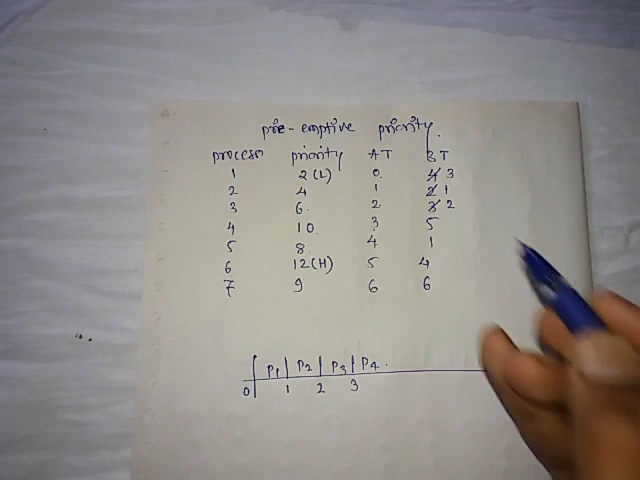 pre-emptive priority.
process priority AT BT
1 2(L) 0. 4 3
2 4 1 2 1
3 6. 2 3 2
4 10. 3 5
5 8. 4 1
6 12(H) 5 4
7 9 6 6
P1 P2 P3 P4.
0 1 2 3